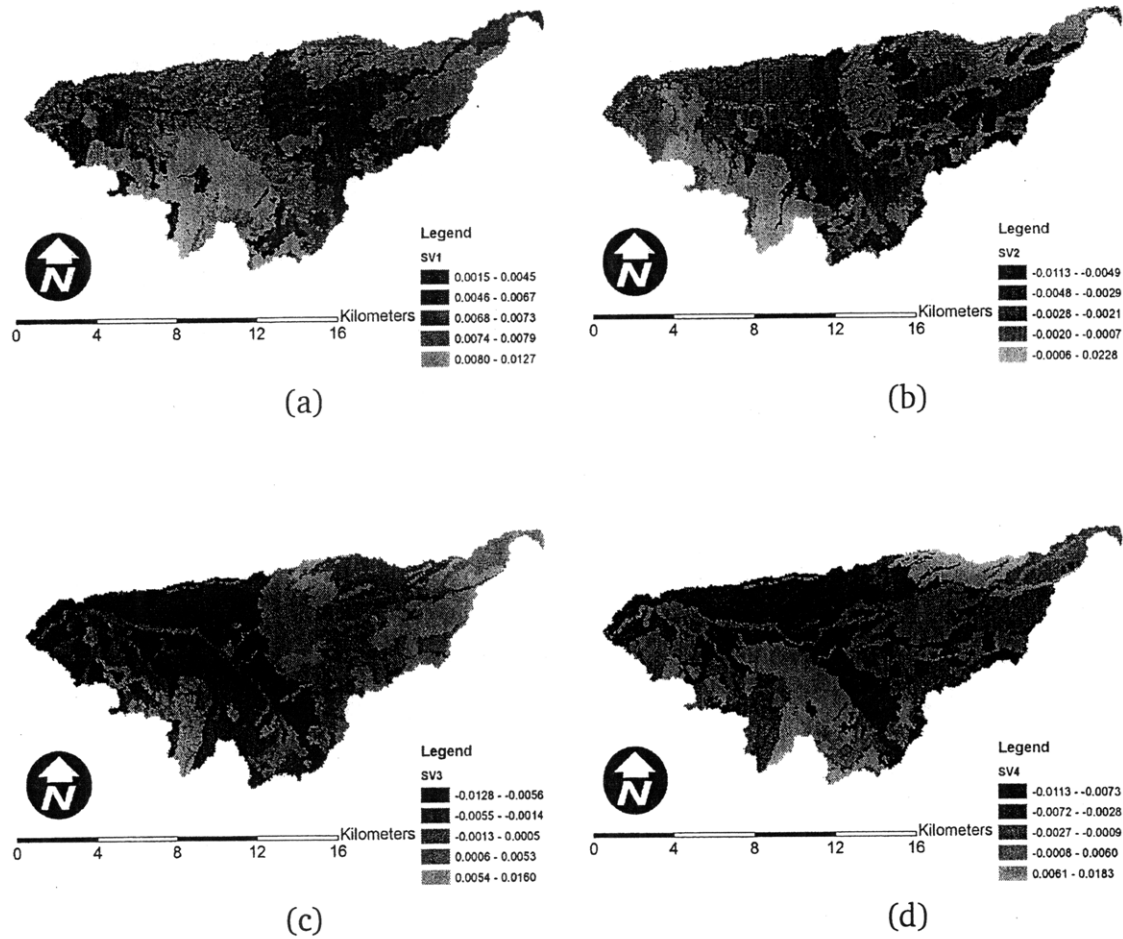 N
Legend
SV1
0.0015 - 0.0045
0.0046 - 0.0067
0.0068 - 0.0073
0.0074 - 0.0079
0.0080 - 0.0127
Kilometers
0 4 8 12 16
(a)
N
Legend
SV2
-0.0113 - -0.0049
-0.0048 - -0.0029
-0.0028 - -0.0021
-0.0020 - -0.0007
-0.0006 - 0.0228
Kilometers
0 4 8 12 16
(b)
N
Legend
SV3
-0.0128 - -0.0056
-0.0055 - -0.0014
-0.0013 - 0.0005
0.0006 - 0.0053
0.0054 - 0.0160
Kilometers
0 4 8 12 16
(c)
N
Legend
SV4
-0.0113 - -0.0073
-0.0072 - -0.0028
-0.0027 - -0.0009
-0.0008 - 0.0060
0.0061 - 0.0183
Kilometers
0 4 8 12 16
(d)